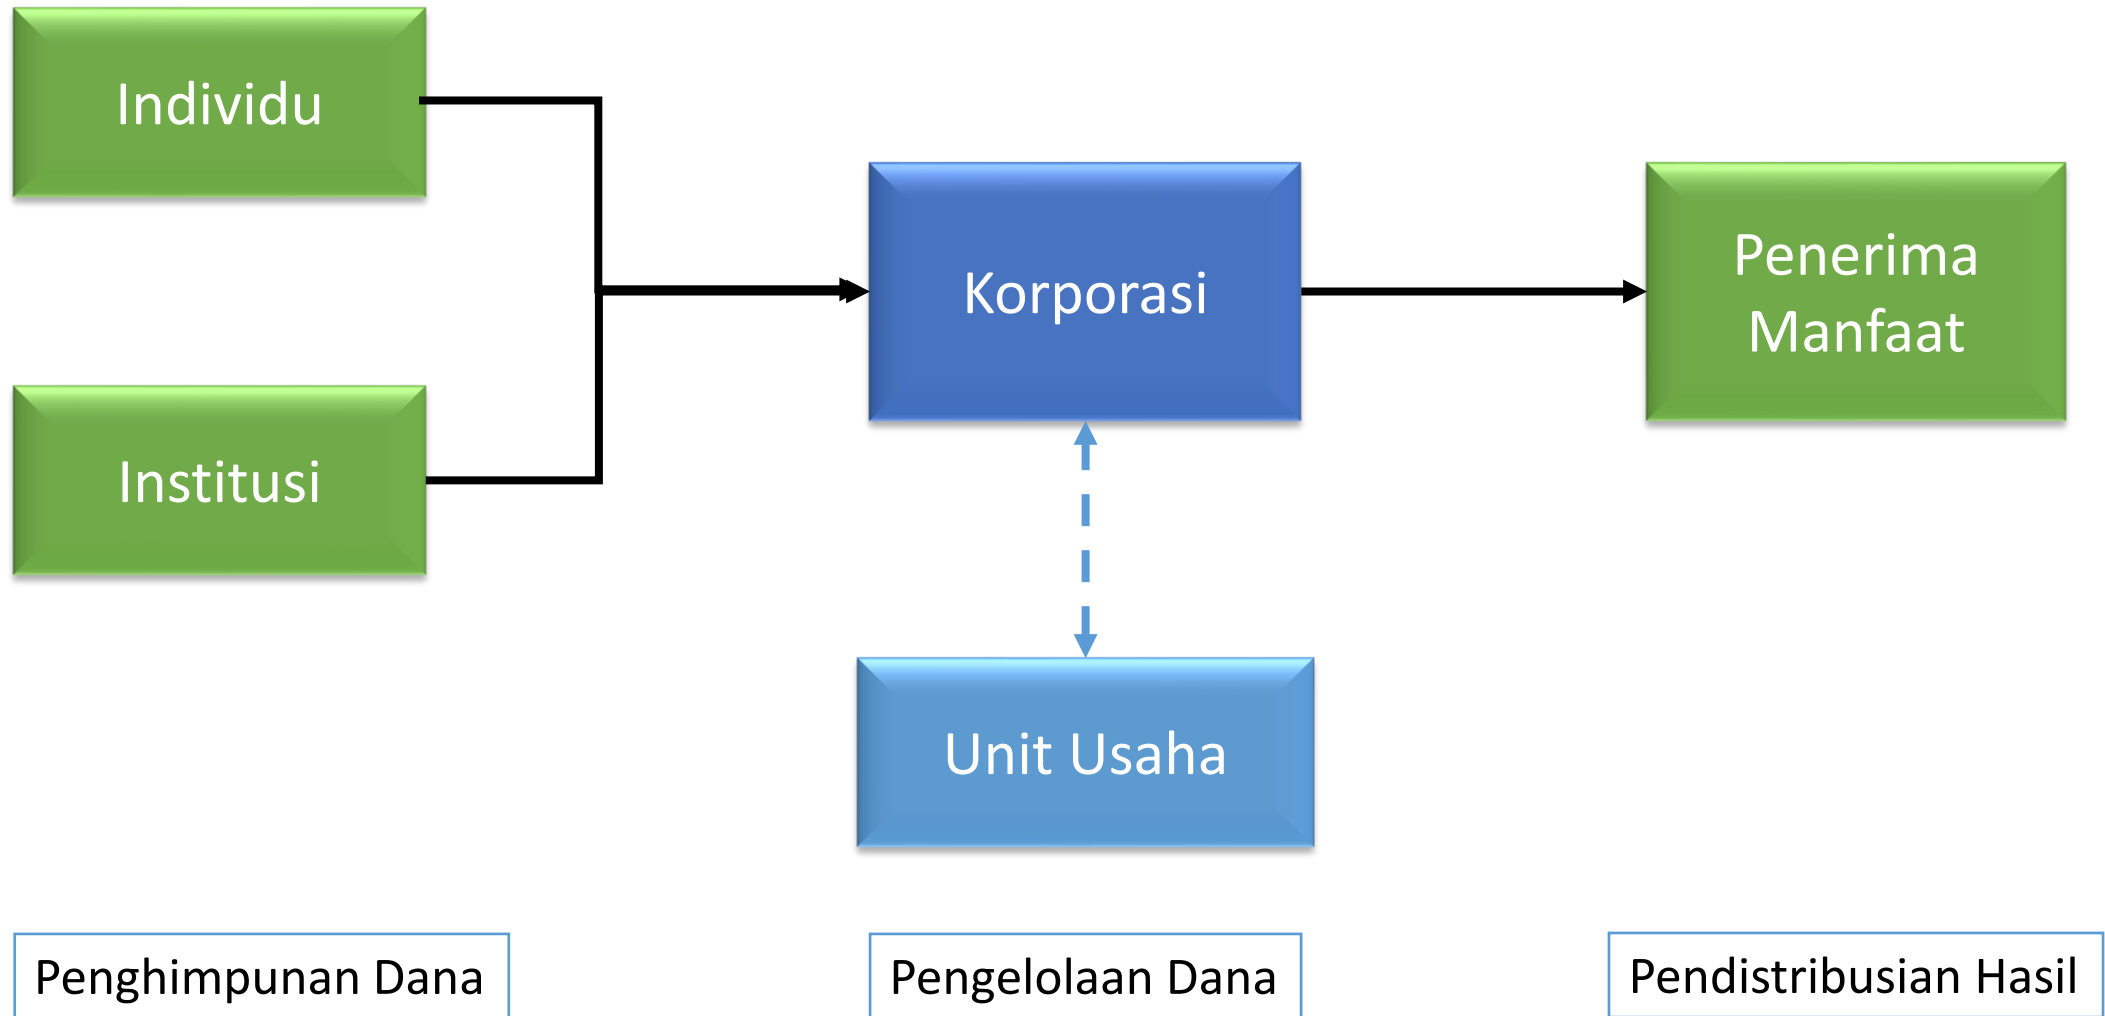 Individu
Institusi
Korporasi
Penerima
Manfaat
Unit Usaha
Penghimpunan Dana
Pengelolaan Dana
Pendistribusian Hasil